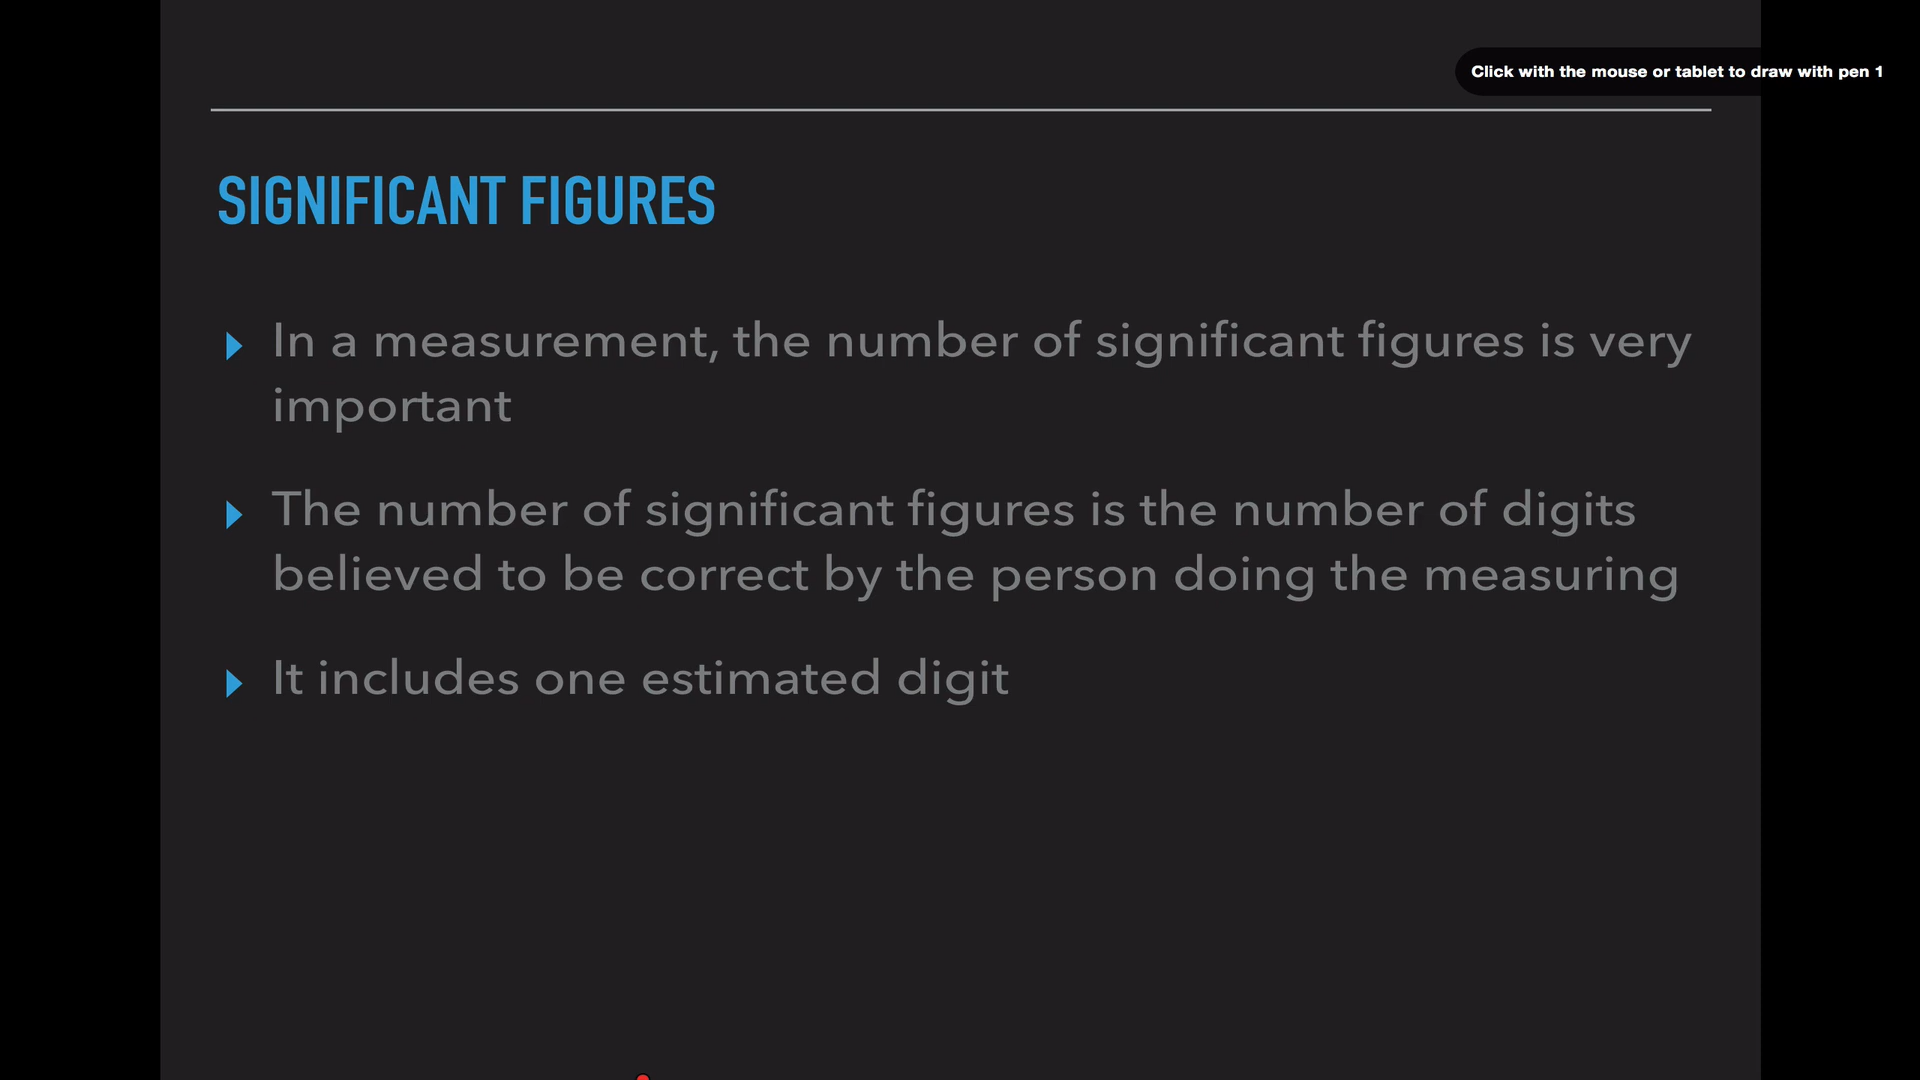 Click with the mouse or tablet to draw with pen 1
SIGNIFICANT FIGURES
In a measurement, the number of significant figures is very
important
The number of significant figures is the number of digits
believed to be correct by the person doing the measuring
It includes one estimated digit